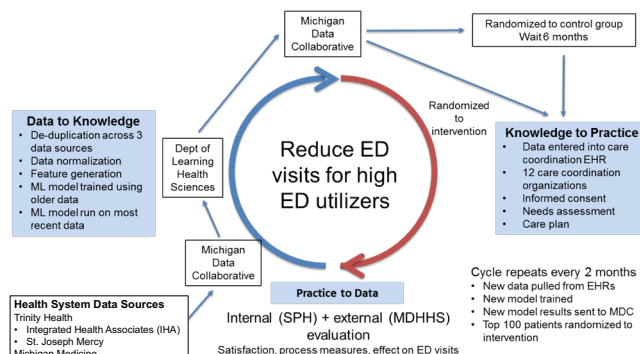 Michigan
Data
Collaborative
Randomized to control group
Wait 6 months
Data to Knowledge
• De-duplication across 3
data sources
• Data normalization
• Feature generation
• ML model trained using
older data
• ML model run on most
recent data
Dept of
Learning
Health
Sciences
Reduce ED
visits for high
ED utilizers
Randomized
to
intervention
Knowledge to Practice
• Data entered into care
coordination EHR
• 12 care coordination
organizations
• Informed consent
• Needs assessment
• Care plan
Michigan
Data
Collaborative
Health System Data Sources
Trinity Health
• Integrated Health Associates (IHA)
• St. Joseph Mercy
Michigan Medicine
Practice to Data
Internal (SPH) + external (MDHHS)
evaluation
Satisfaction, process measures, effect on ED visits
Cycle repeats every 2 months
• New data pulled from EHRs
• New model trained
• New model results sent to MDC
• Top 100 patients randomized to
intervention